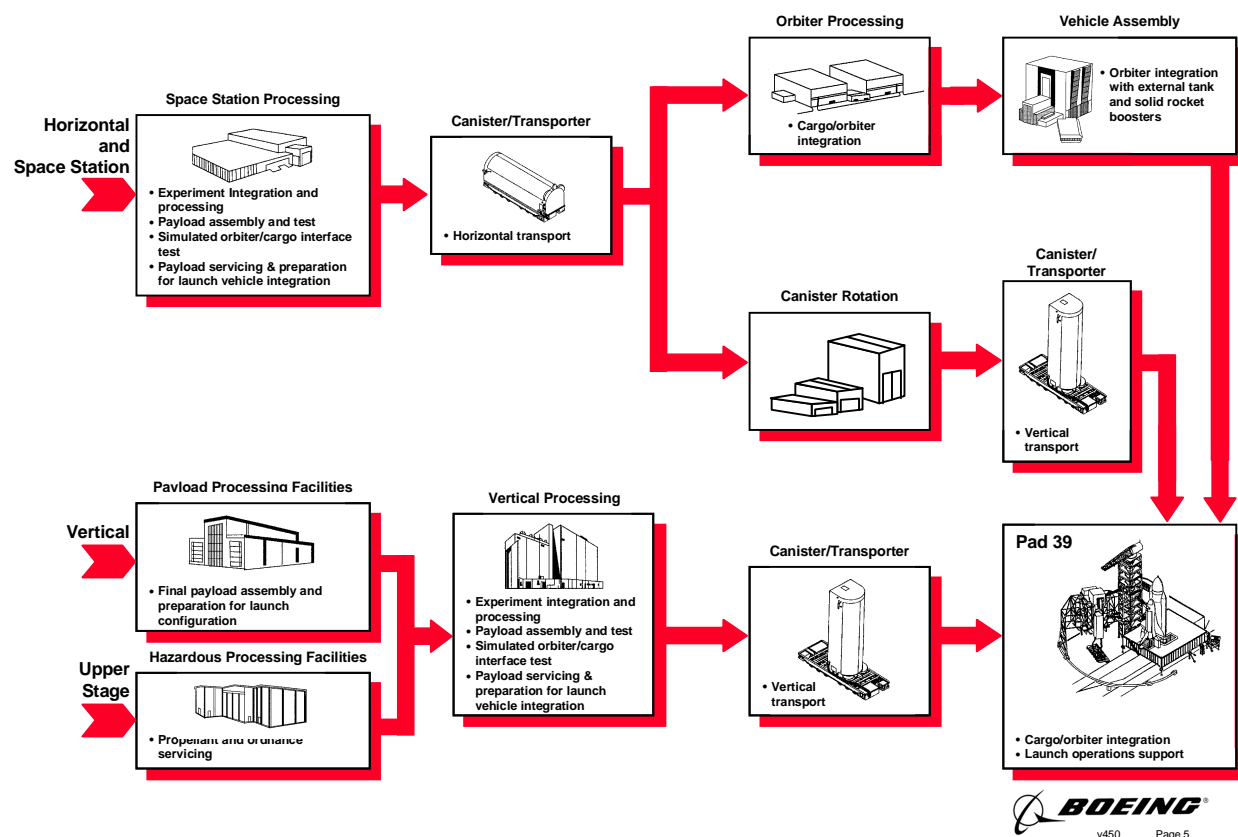 Orbiter Processing
• Cargo/orbiter
integration
Vehicle Assembly
• Orbiter integration
with external tank
and solid rocket
boosters
Horizontal
and
Space Station
Space Station Processing
• Experiment Integration and
processing
• Payload assembly and test
• Simulated orbiter/cargo interface
test
• Payload servicing & preparation
for launch vehicle integration
Canister/Transporter
• Horizontal transport
Canister Rotation
Canister/
Transporter
• Vertical
transport
Vertical
Payload Processing Facilities
• Final payload assembly and
preparation for launch
configuration
Upper
Stage
Hazardous Processing Facilities
• Propellant and ordnance
servicing
Vertical Processing
• Experiment integration and
processing
• Payload assembly and test
• Simulated orbiter/cargo
interface test
• Payload servicing &
preparation for launch
vehicle integration
Canister/Transporter
• Vertical
transport
Pad 39
• Cargo/orbiter integration
• Launch operations support
BOEING®
v450 Page 5